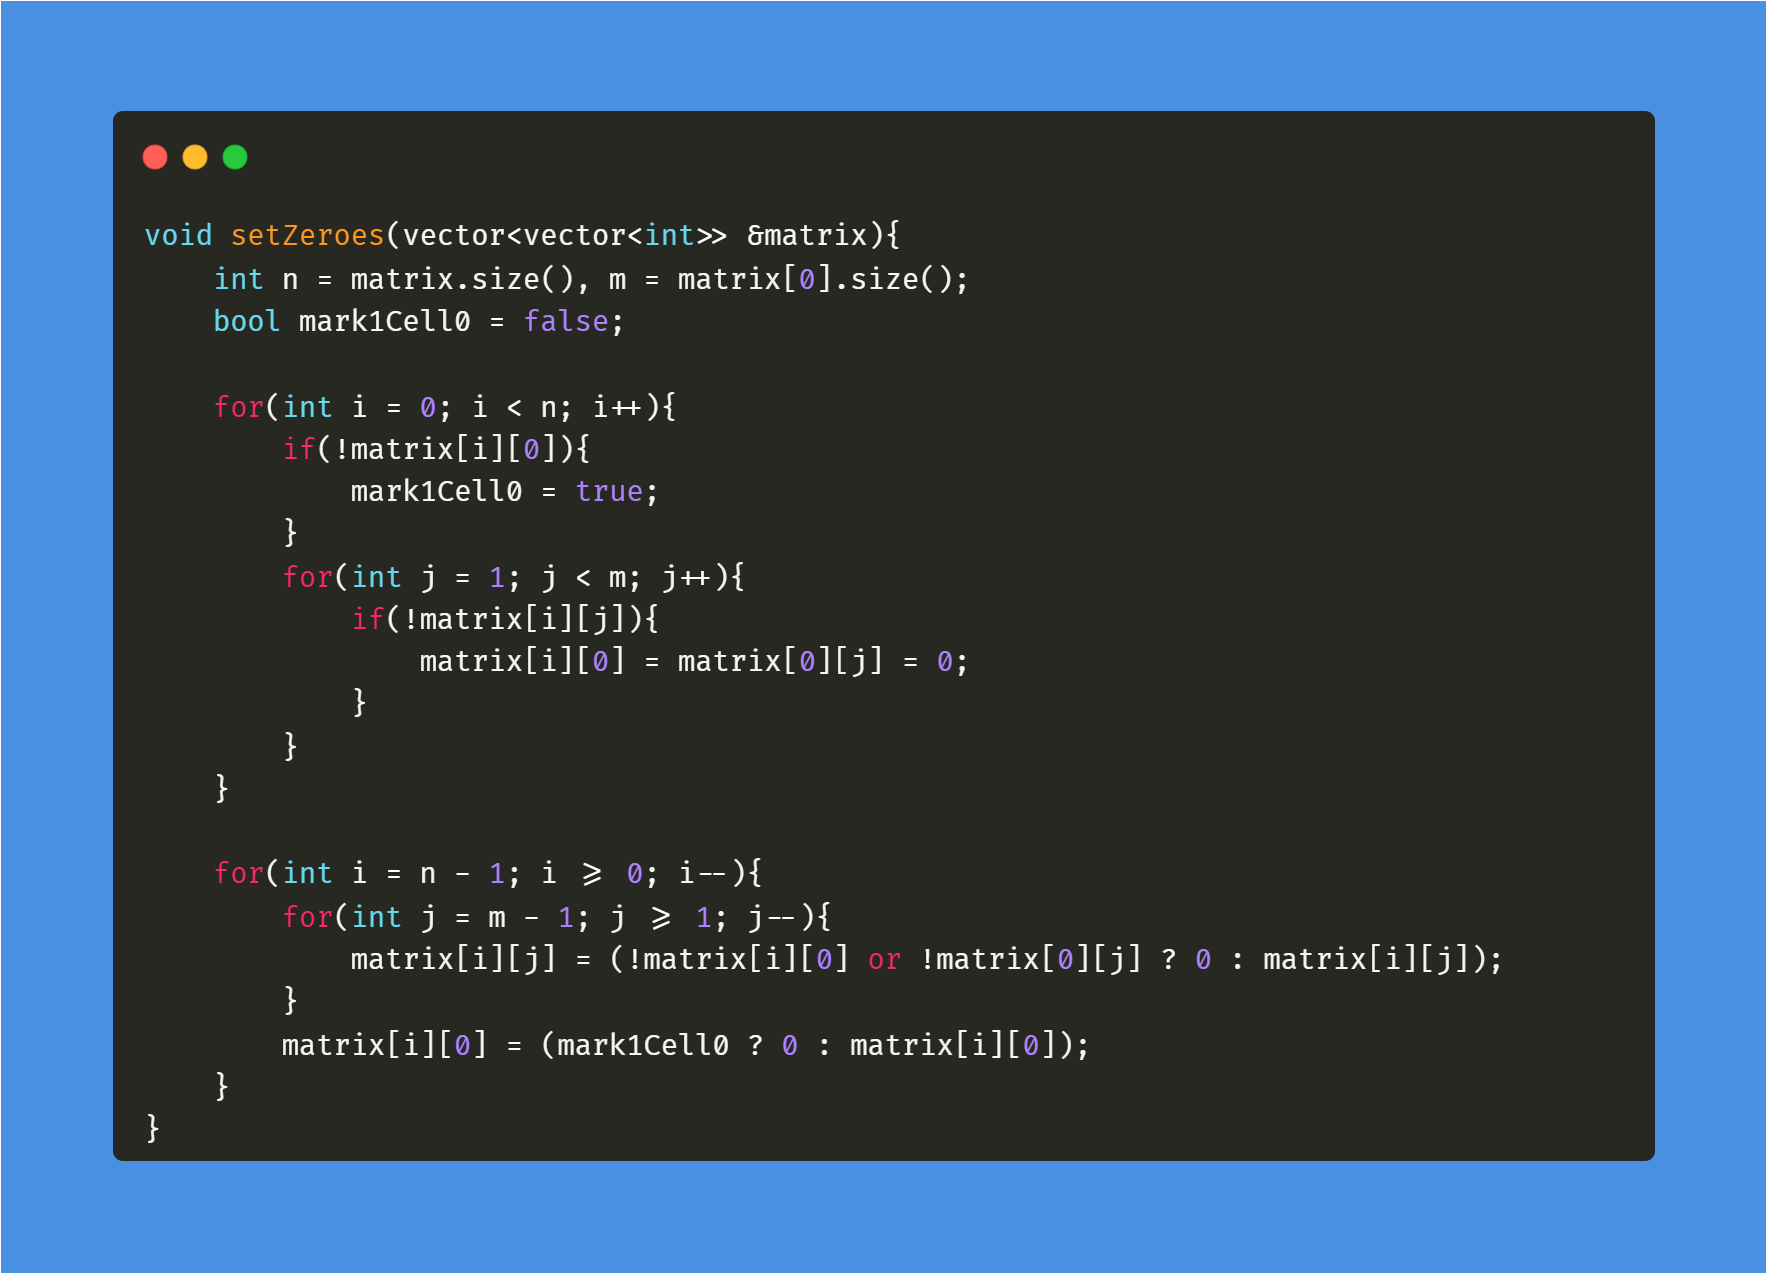 void setZeroes(vector<vector<int>> &matrix){
    int n = matrix.size(), m = matrix[0].size();
    bool mark1Cell0 = false;

    for(int i = 0; i < n; i++){
        if(!matrix[i][0]){
            mark1Cell0 = true;
        }
        for(int j = 1; j < m; j++){
            if(!matrix[i][j]){
                matrix[i][0] = matrix[0][j] = 0;
            }
        }
    }

    for(int i = n - 1; i >= 0; i--){
        for(int j = m - 1; j >= 1; j--){
            matrix[i][j] = (!matrix[i][0] or !matrix[0][j] ? 0 : matrix[i][j]);
        }
        matrix[i][0] = (mark1Cell0 ? 0 : matrix[i][0]);
    }
}